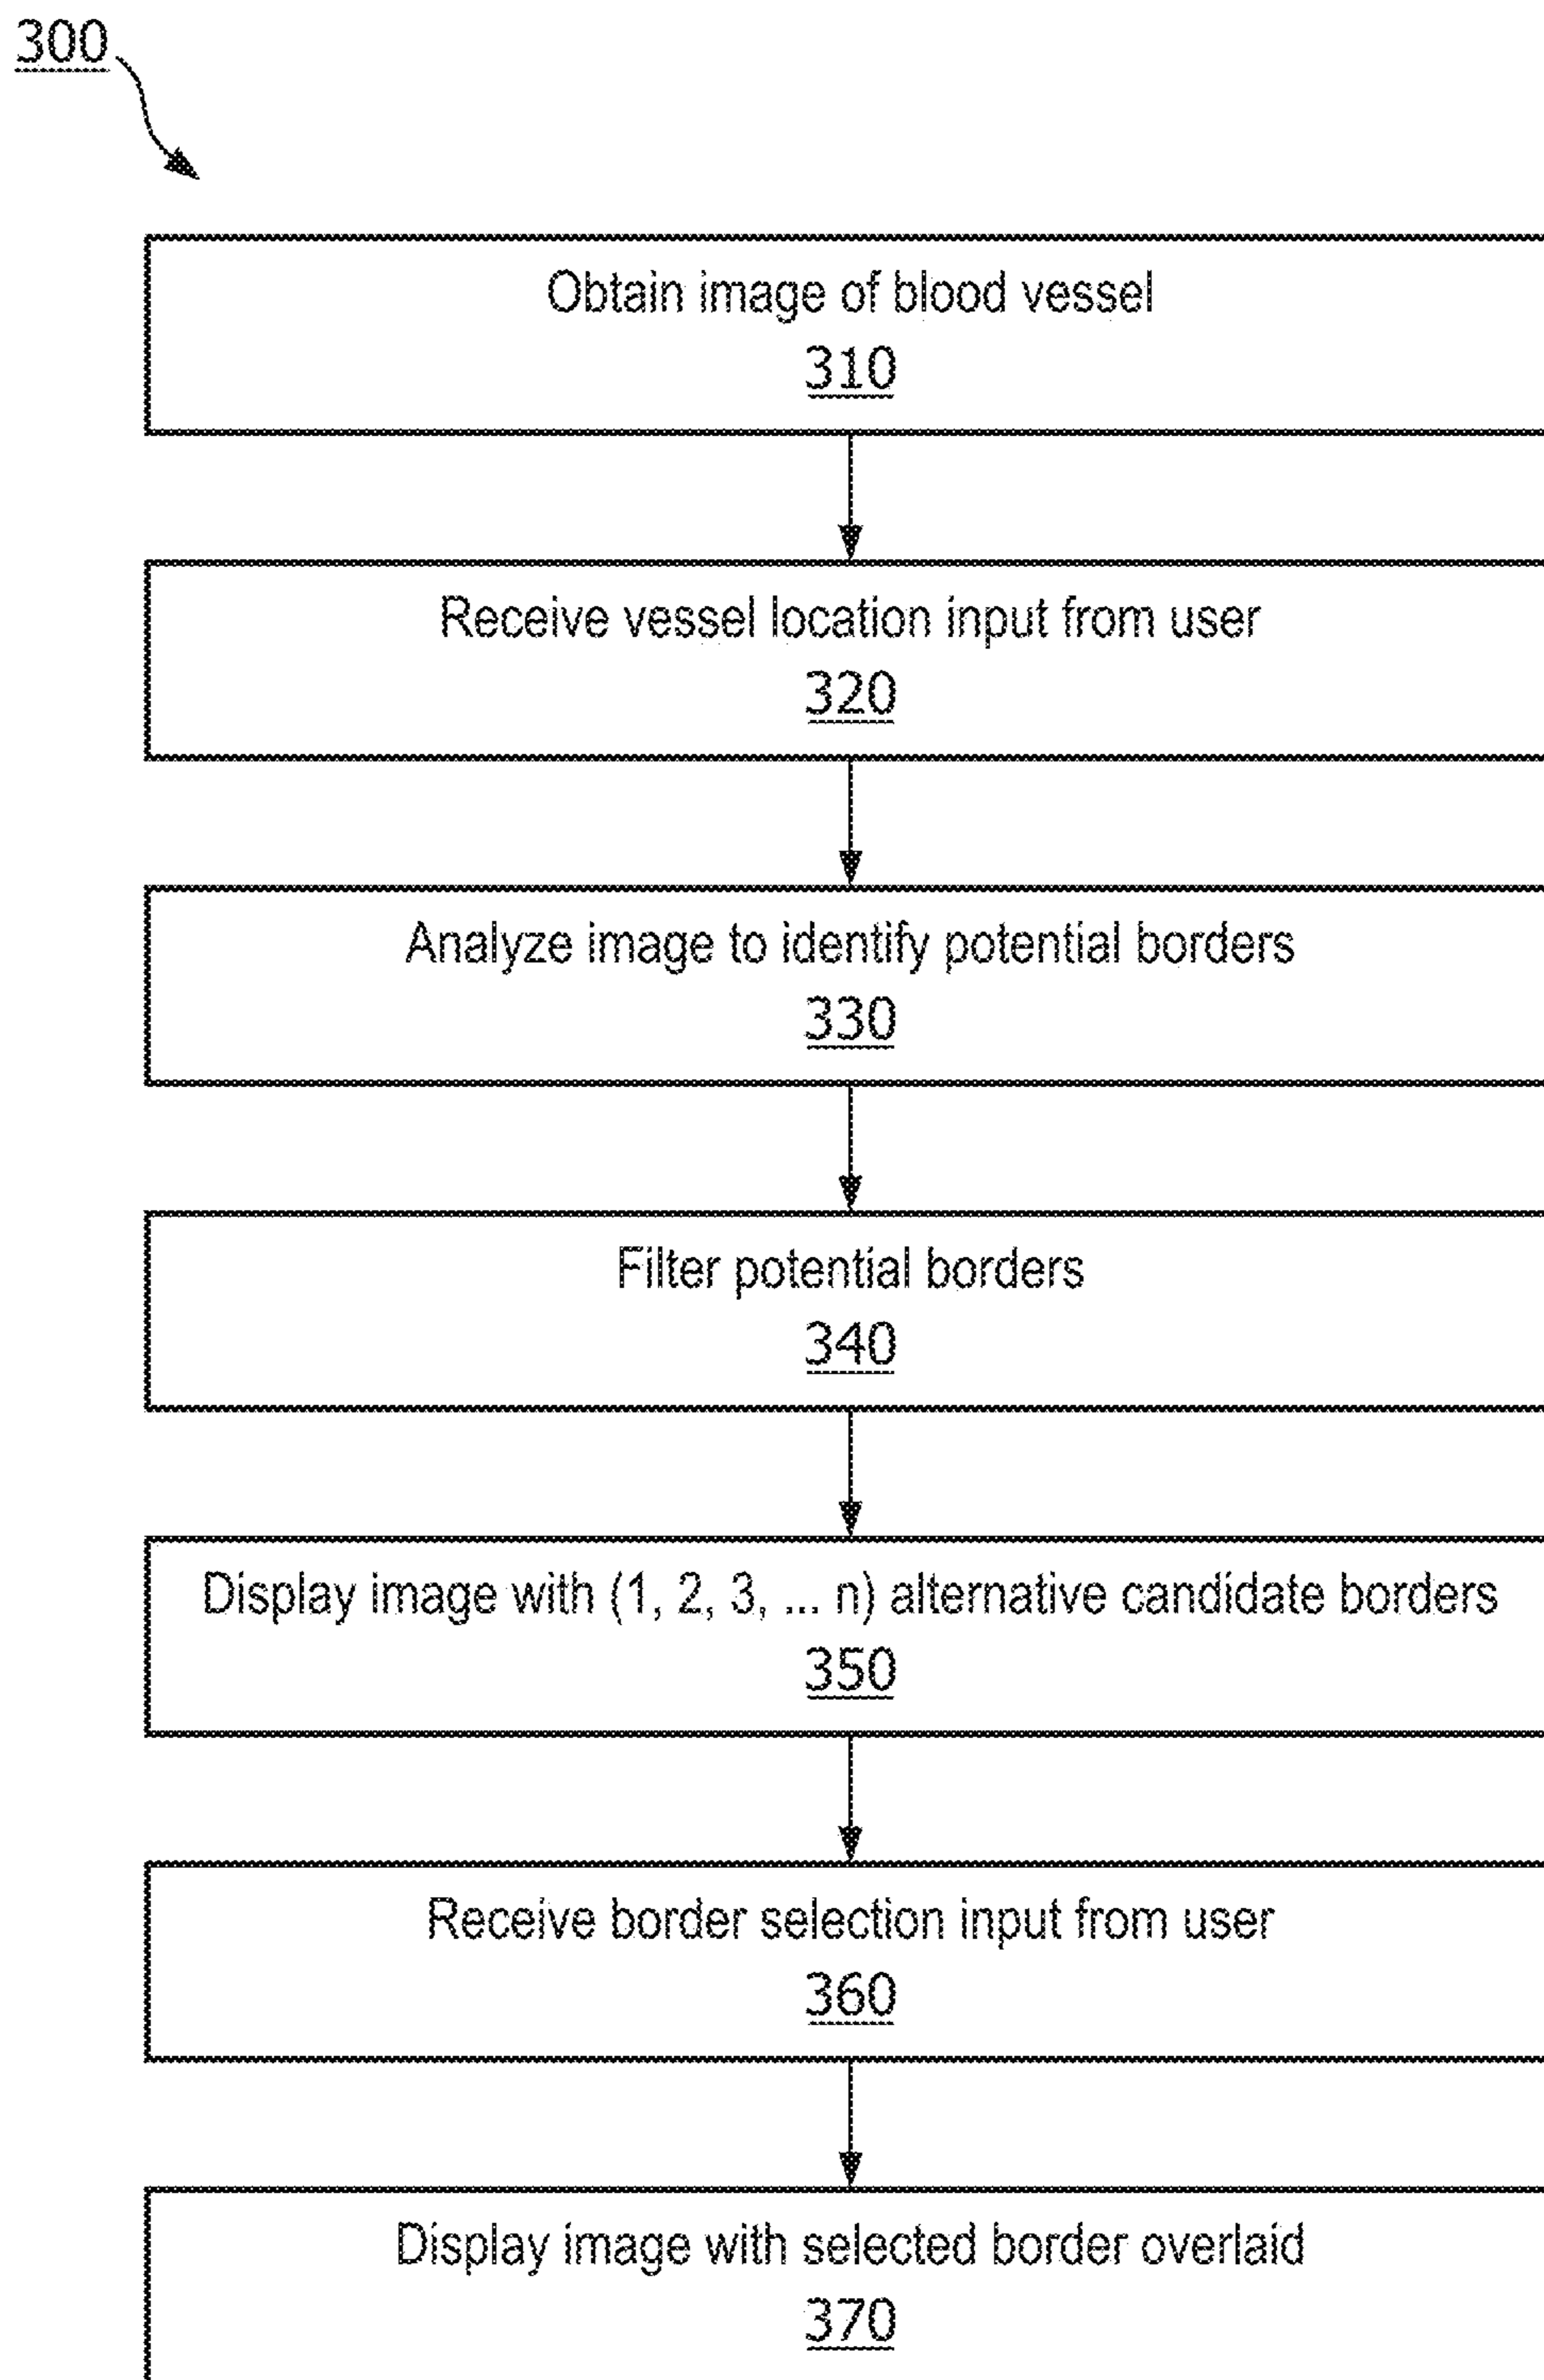 300
Obtain image of blood vessel
310
Receive vessel location input from user
320
Analyze image to identify potential borders
330
Filter potential borders
340
Display image with (1, 2, 3, ... n) alternative candidate borders
350
Receive border selection input from user
360
Display image with selected border overlaid
370